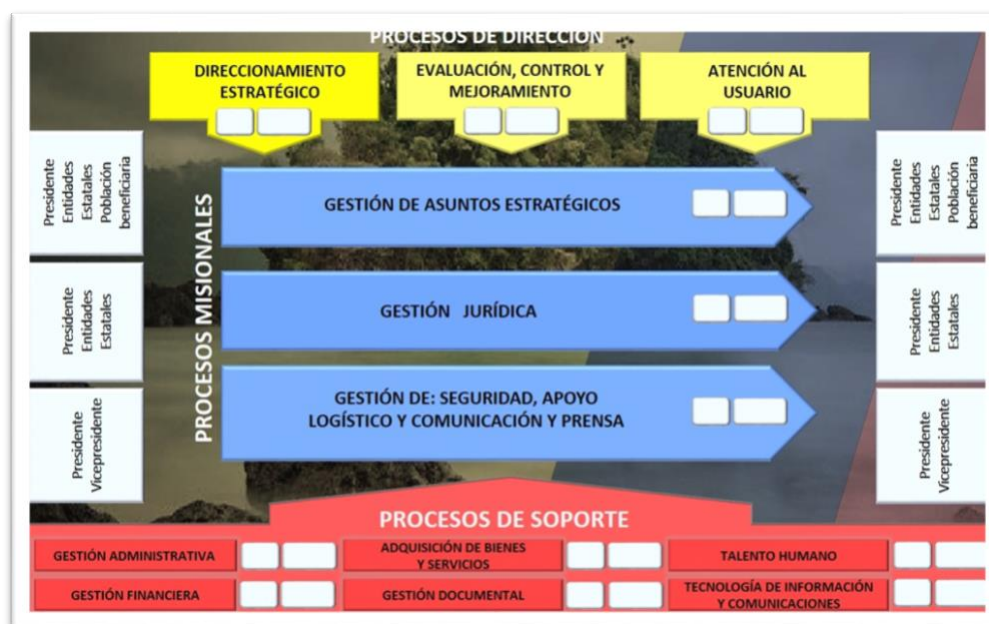 PROCESOS DE DIRECCIÓN
DIRECCIONAMIENTO
ESTRATÉGICO
EVALUACIÓN, CONTROL Y
MEJORAMIENTO
ATENCIÓN AL
USUARIO
Presidente
Entidades
Estatales
Población
beneficiaria
Presidente
Entidades
Estatales
Presidente
Vicepresidente
PROCESOS MISIONALES
GESTIÓN DE ASUNTOS ESTRATÉGICOS
GESTIÓN JURÍDICA
GESTIÓN DE: SEGURIDAD, APOYO
LOGÍSTICO Y COMUNICACIÓN Y PRENSA
Presidente
Entidades
Estatales
Población
beneficiaria
Presidente
Entidades
Estatales
Presidente
Vicepresidente
PROCESOS DE SOPORTE
GESTIÓN ADMINISTRATIVA
ADQUISICIÓN DE BIENES
Y SERVICIOS
TALENTO HUMANO
GESTIÓN FINANCIERA
GESTIÓN DOCUMENTAL
TECNOLOGÍA DE INFORMACIÓN
Y COMUNICACIONES